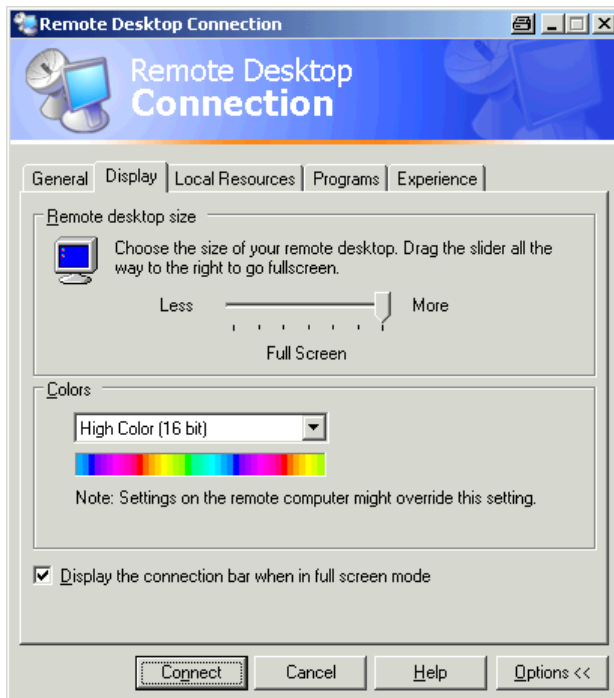 Remote Desktop Connection
Remote Desktop
Connection
General Display Local Resources Programs Experience
Remote desktop size
Choose the size of your remote desktop. Drag the slider all the
way to the right to go fullscreen.
Less More
Full Screen
Colors
High Color (16 bit)
Note: Settings on the remote computer might override this setting.
Display the connection bar when in full screen mode
Connect Cancel Help Options <<